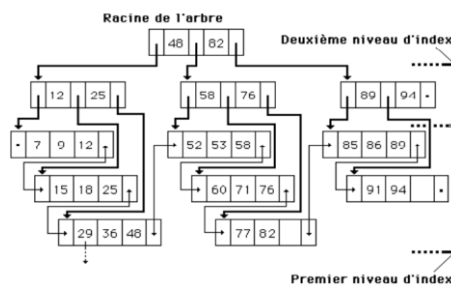 Racine de l'arbre
48 82
Deuxième niveau d'index
12 25
58 76
89 94
7 9 12
52 53 58
85 86 89
15 18 25
60 71 76
91 94
29 36 48
77 82
Premier niveau d'index